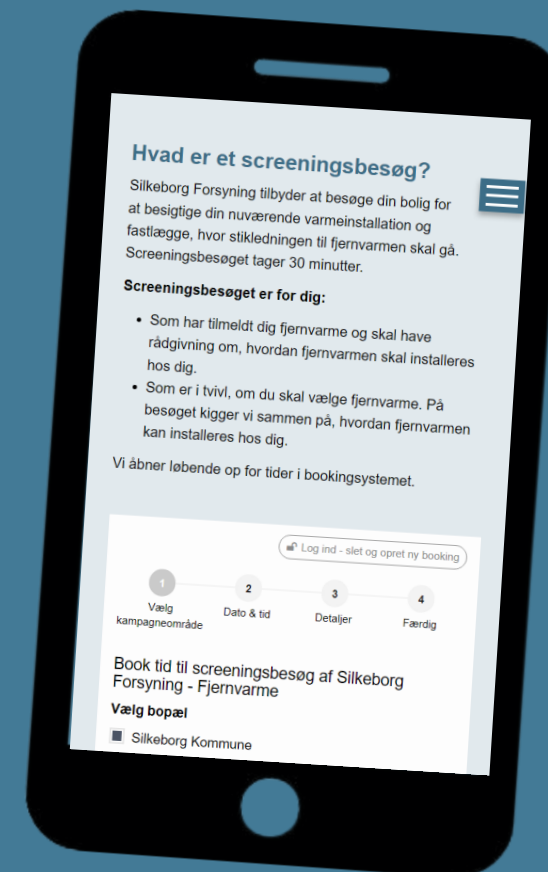 Hvad er et screeningsbesøg?
Silkeborg Forsyning tilbyder at besøge din bolig for
at besigtige din nuværende varmeinstallation og
fastlægge, hvor stikledningen til fjernvarmen skal gå.
Screeningsbesøget tager 30 minutter.
Screeningsbesøget er for dig:
• Som har tilmeldt dig fjernvarme og skal have
rådgivning om, hvordan fjernvarmen skal installeres
hos dig.
• Som er i tvivl, om du skal vælge fjernvarme. På
besøget kigger vi sammen på, hvordan fjernvarmen
kan installeres hos dig.
Vi åbner løbende op for tider i bookingsystemet.
Log ind - slet og opret ny booking
1 2 3 4
Vælg
kampagneområde
Dato & tid
Detaljer
Færdig
Book tid til screeningsbesøg af Silkeborg
Forsyning - Fjernvarme
Vælg bopæl
Silkeborg Kommune